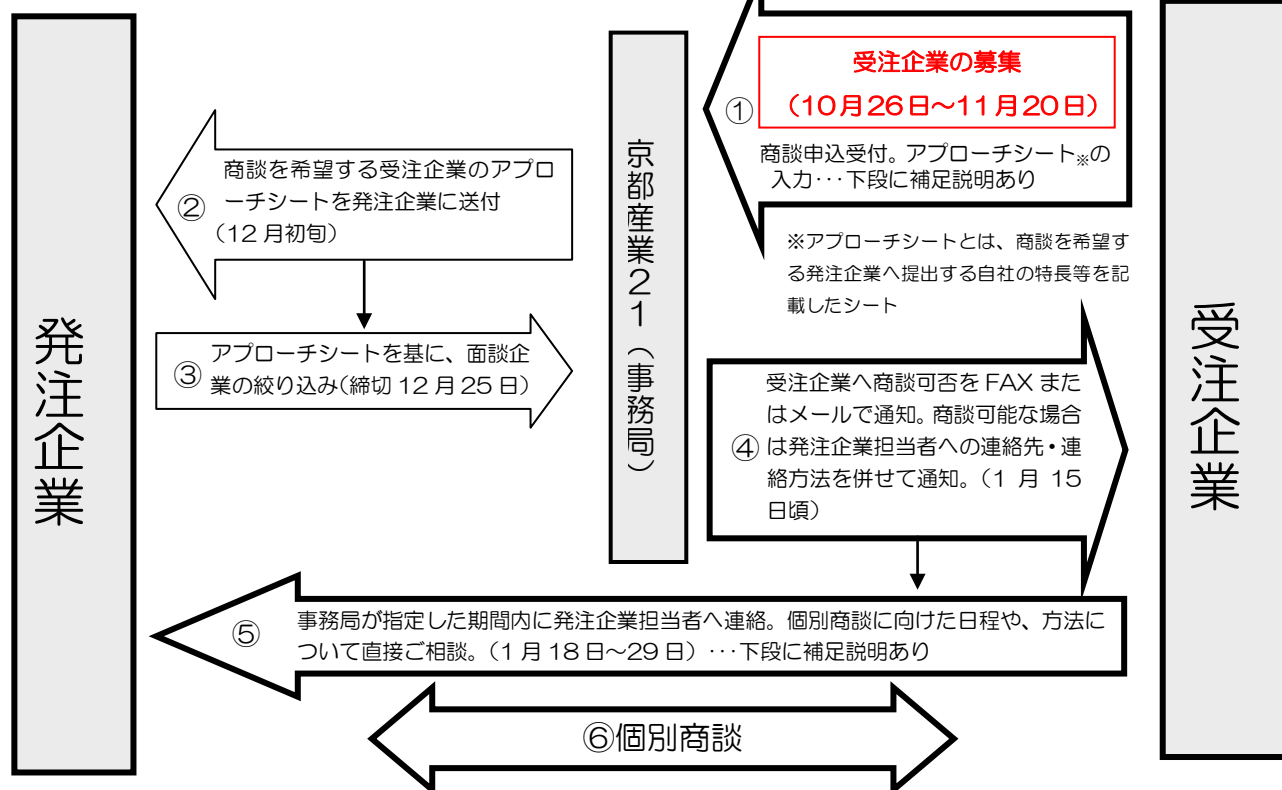 発注企業
京都産業２１（事務局）
受注企業
①
受注企業の募集
（10月26日～11月20日）
商談申込受付。アプローチシート※の
入力･･･下段に補足説明あり
※アプローチシートとは、商談を希望す
る発注企業へ提出する自社の特長等を記
載したシート
②
商談を希望する受注企業のアプロ
ーチシートを発注企業に送付
（12 月初旬）
③
アプローチシートを基に、面談企
業の絞り込み（締切 12 月 25 日）
④
受注企業へ商談可否を FAX また
はメールで通知。商談可能な場合
は発注企業担当者への連絡先・連
絡方法を併せて通知。（1 月 15
日頃）
⑤
事務局が指定した期間内に発注企業担当者へ連絡。個別商談に向けた日程や、方法に
ついて直接ご相談。（1 月 18 日～29 日）･･･下段に補足説明あり
⑥個別商談